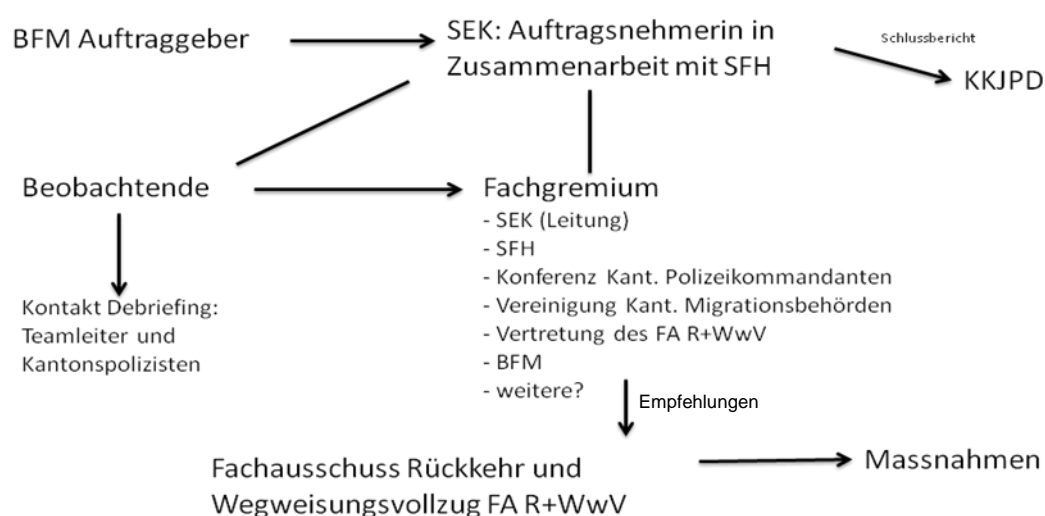 BFM Auftraggeber
SEK: Auftragsnehmerin in
Zusammenarbeit mit SFH
Schlussbericht
KKJPD
Beobachtende
Fachgremium
- SEK (Leitung)
- SFH
- Konferenz Kant. Polizeikommandanten
- Vereinigung Kant. Migrationsbehörden
- Vertretung des FA R+WwV
- BFM
- weitere?
Kontakt Debriefing:
Teamleiter und
Kantonspolizisten
Empfehlungen
Fachausschuss Rückkehr und
Wegweisungsvollzug FA R+WwV
Massnahmen